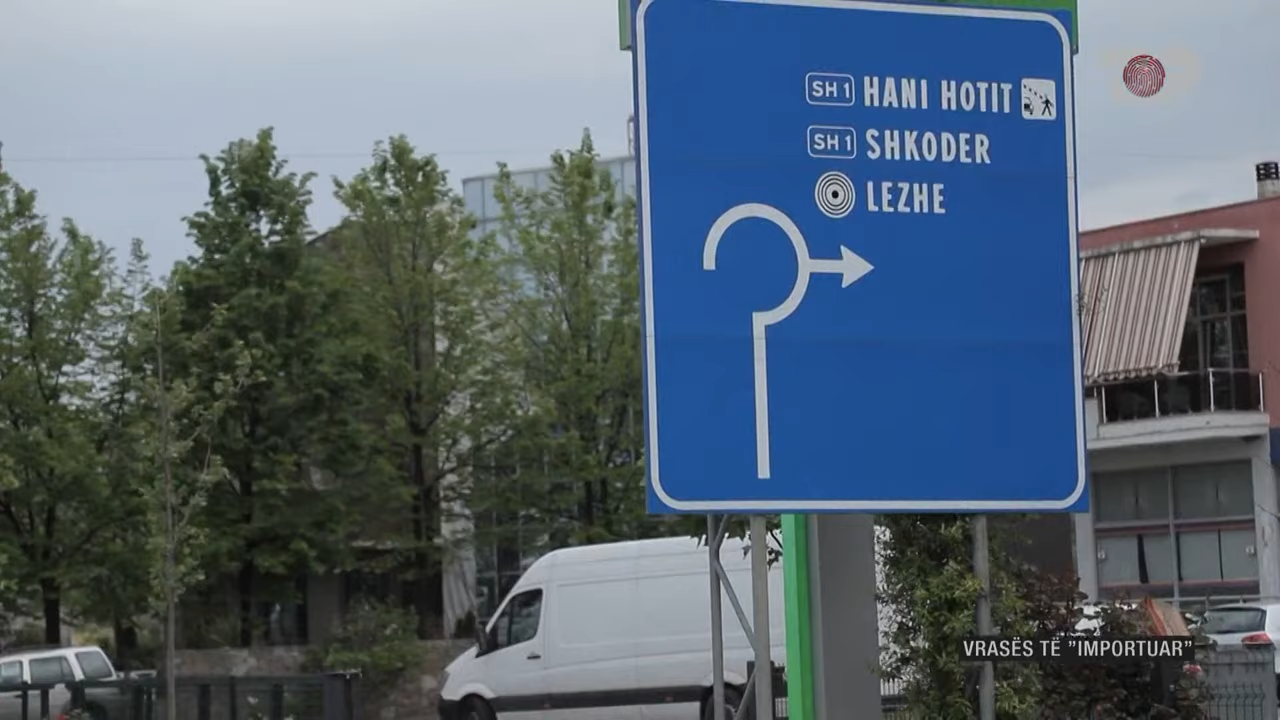 SH 1 HANI HOTIT
SH 1 SHKODER
LEZHE
VRASËS TË ”IMPORTUAR”